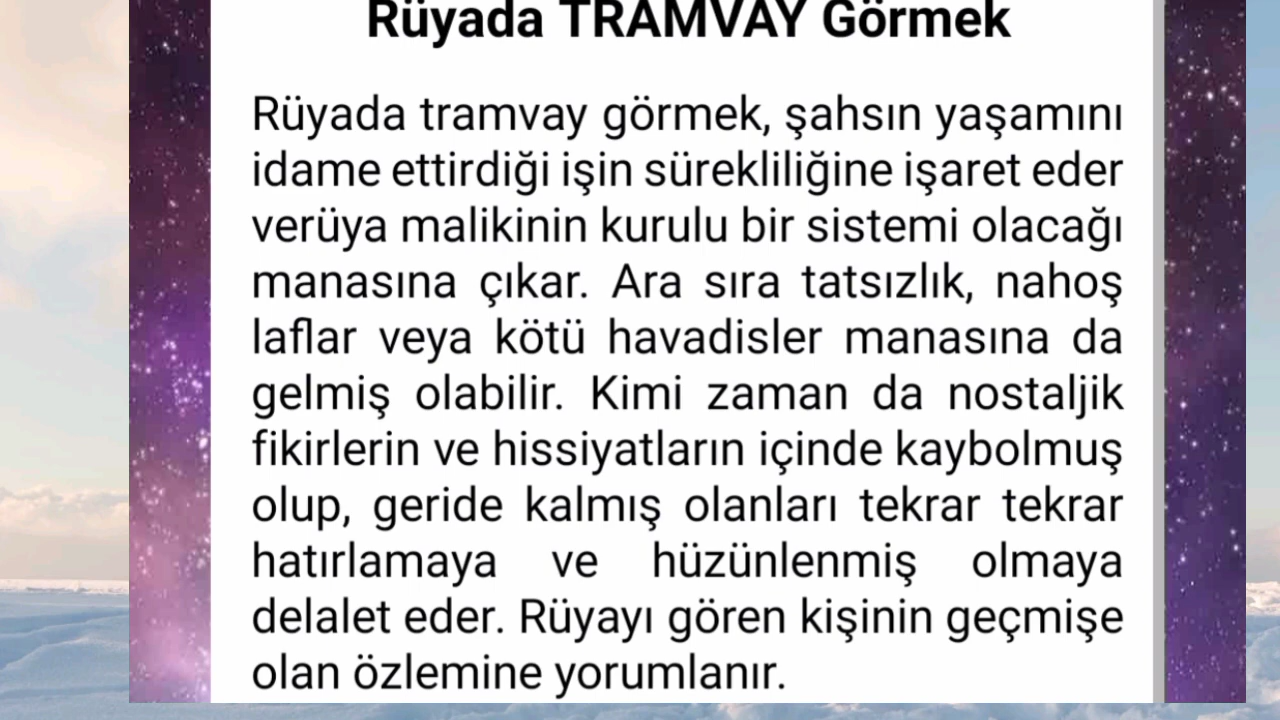 Rüyada TRAMVAY Görmek
Rüyada tramvay görmek, şahsın yaşamını
idame ettirdiği işin sürekliliğine işaret eder
verüya malikinin kurulu bir sistemi olacağı
manasına çıkar. Ara sıra tatsızlık, nahoş
laflar veya kötü havadisler manasına da
gelmiş olabilir. Kimi zaman da nostaljik
fikirlerin ve hissiyatların içinde kaybolmuş
olup, geride kalmış olanları tekrar tekrar
hatırlamaya ve hüzünlenmiş olmaya
delalet eder. Rüyayı gören kişinin geçmişe
olan özlemine yorumlanır.